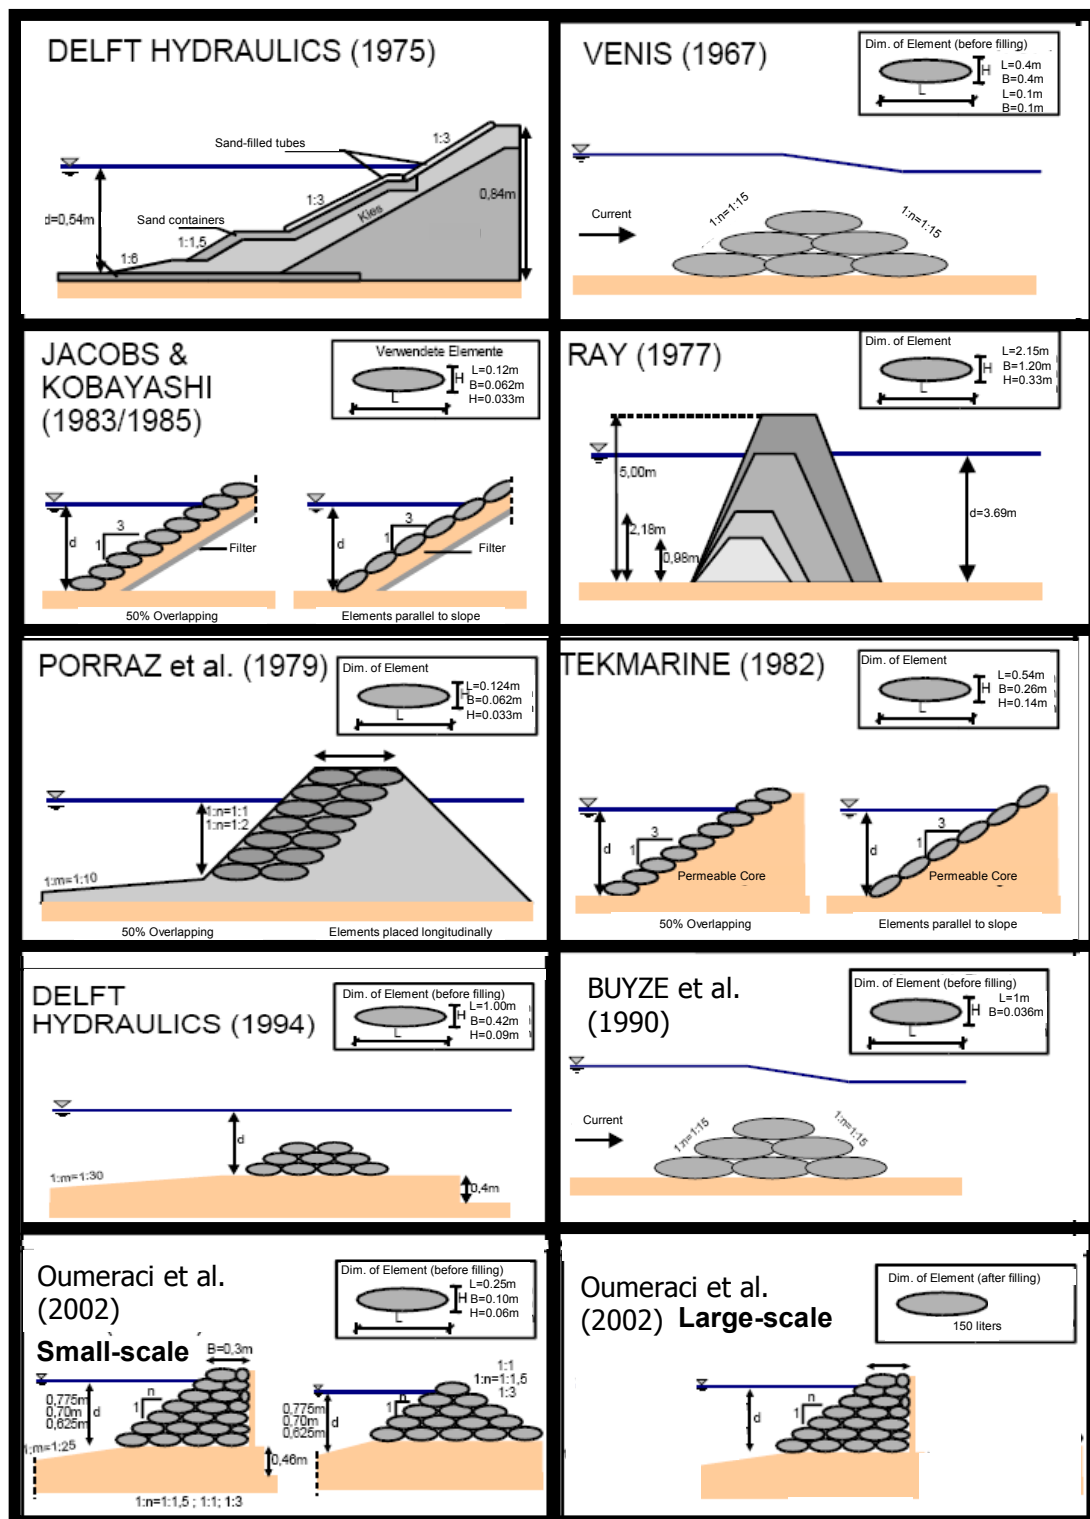 DELFT HYDRAULICS (1975)
Sand-filled tubes
1:3
1:3
0,84m
d=0,54m
Kies
Sand containers
1:1,5
1:6
VENIS (1967)
Dim. of Element (before filling)
H
L
L=0.4m
B=0.4m
L=0.1m
B=0.1m
Current
1:n=1:15
1:n=1:15
JACOBS &
KOBAYASHI
(1983/1985)
Verwendete Elemente
H
L
L=0.12m
B=0.062m
H=0.033m
d
1
3
Filter
50% Overlapping
d
1
3
Filter
Elements parallel to slope
RAY (1977)
Dim. of Element
H
L
L=2.15m
B=1.20m
H=0.33m
5,00m
2,18m
0,98m
d=3.69m
PORRAZ et al. (1979)
Dim. of Element
H
L
L=0.124m
B=0.062m
H=0.033m
1:n=1:1
1:n=1:2
1:m=1:10
50% Overlapping
Elements placed longitudinally
TEKMARINE (1982)
Dim. of Element
H
L
L=0.54m
B=0.26m
H=0.14m
d
1
3
Permeable Core
50% Overlapping
d
1
3
Permeable Core
Elements parallel to slope
DELFT
HYDRAULICS (1994)
Dim. of Element (before filling)
H
L
L=1.00m
B=0.42m
H=0.09m
d
1:m=1:30
0,4m
BUYZE et al.
(1990)
Dim. of Element (before filling)
H
L
L=1m
B=0.036m
Current
1:n=1:15
1:n=1:15
Oumeraci et al.
(2002)
Small-scale
Dim. of Element (before filling)
H
L
L=0.25m
B=0.10m
H=0.06m
B=0,3m
0,775m
0,70m
0,625m
d
1
n
1:m=1:25
0,46m
1:n=1:1,5 ; 1:1; 1:3
1:1
1:n=1:1,5
1:3
0,775m
0,70m
0,625m
d
1
n
Oumeraci et al.
(2002) Large-scale
Dim. of Element (after filling)
150 liters
d
1
n